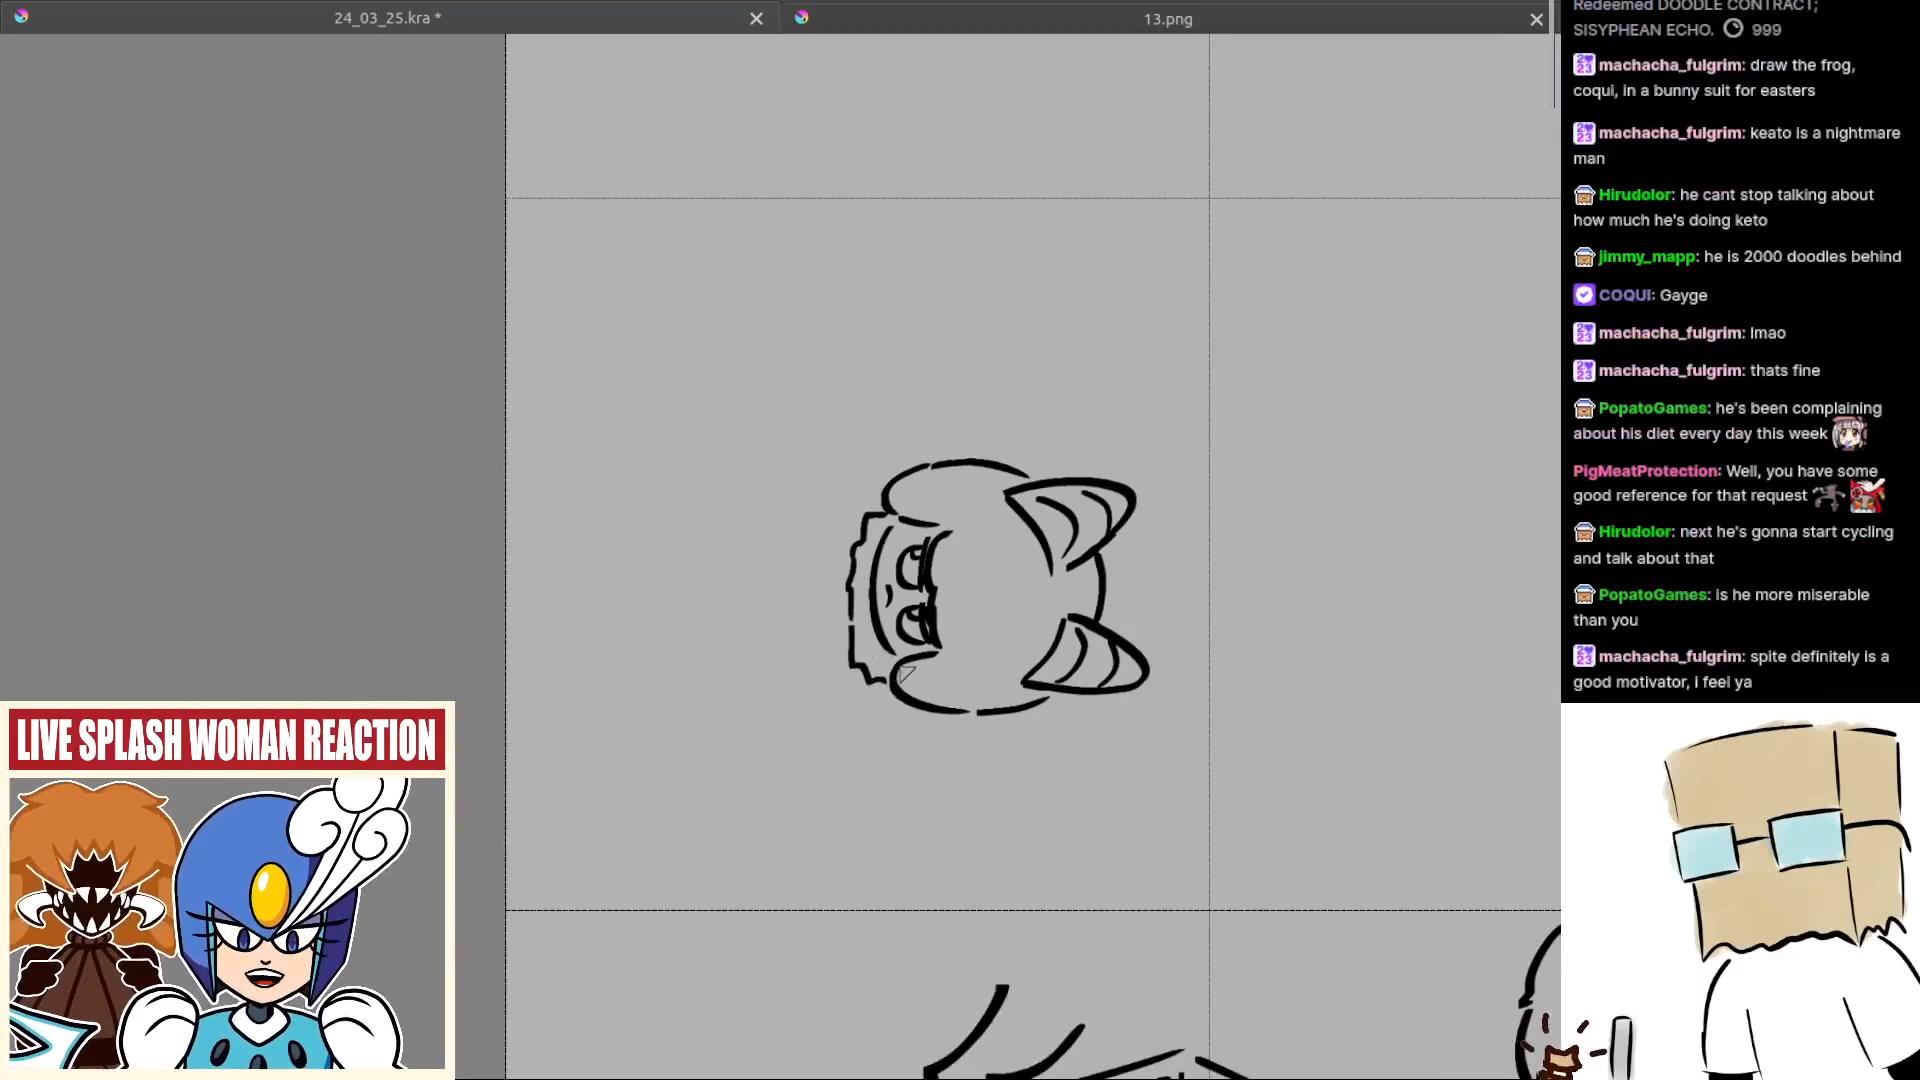 24_03_25.kra *
13.png
Redeemed DOODLE CONTRACT;
SISYPHEAN ECHO. 999
machacha_fulgrim: draw the frog,
coqui, in a bunny suit for easters
machacha_fulgrim: keato is a nightmare
man
Hirudolor: he cant stop talking about
how much he's doing keto
jimmy_mapp: he is 2000 doodles behind
COQUI: Gayge
machacha_fulgrim: lmao
machacha_fulgrim: thats fine
PopatoGames: he's been complaining
about his diet every day this week
PigMeatProtection: Well, you have some
good reference for that request
Hirudolor: next he's gonna start cycling
and talk about that
PopatoGames: is he more miserable
than you
machacha_fulgrim: spite definitely is a
good motivator, i feel ya
LIVE SPLASH WOMAN REACTION